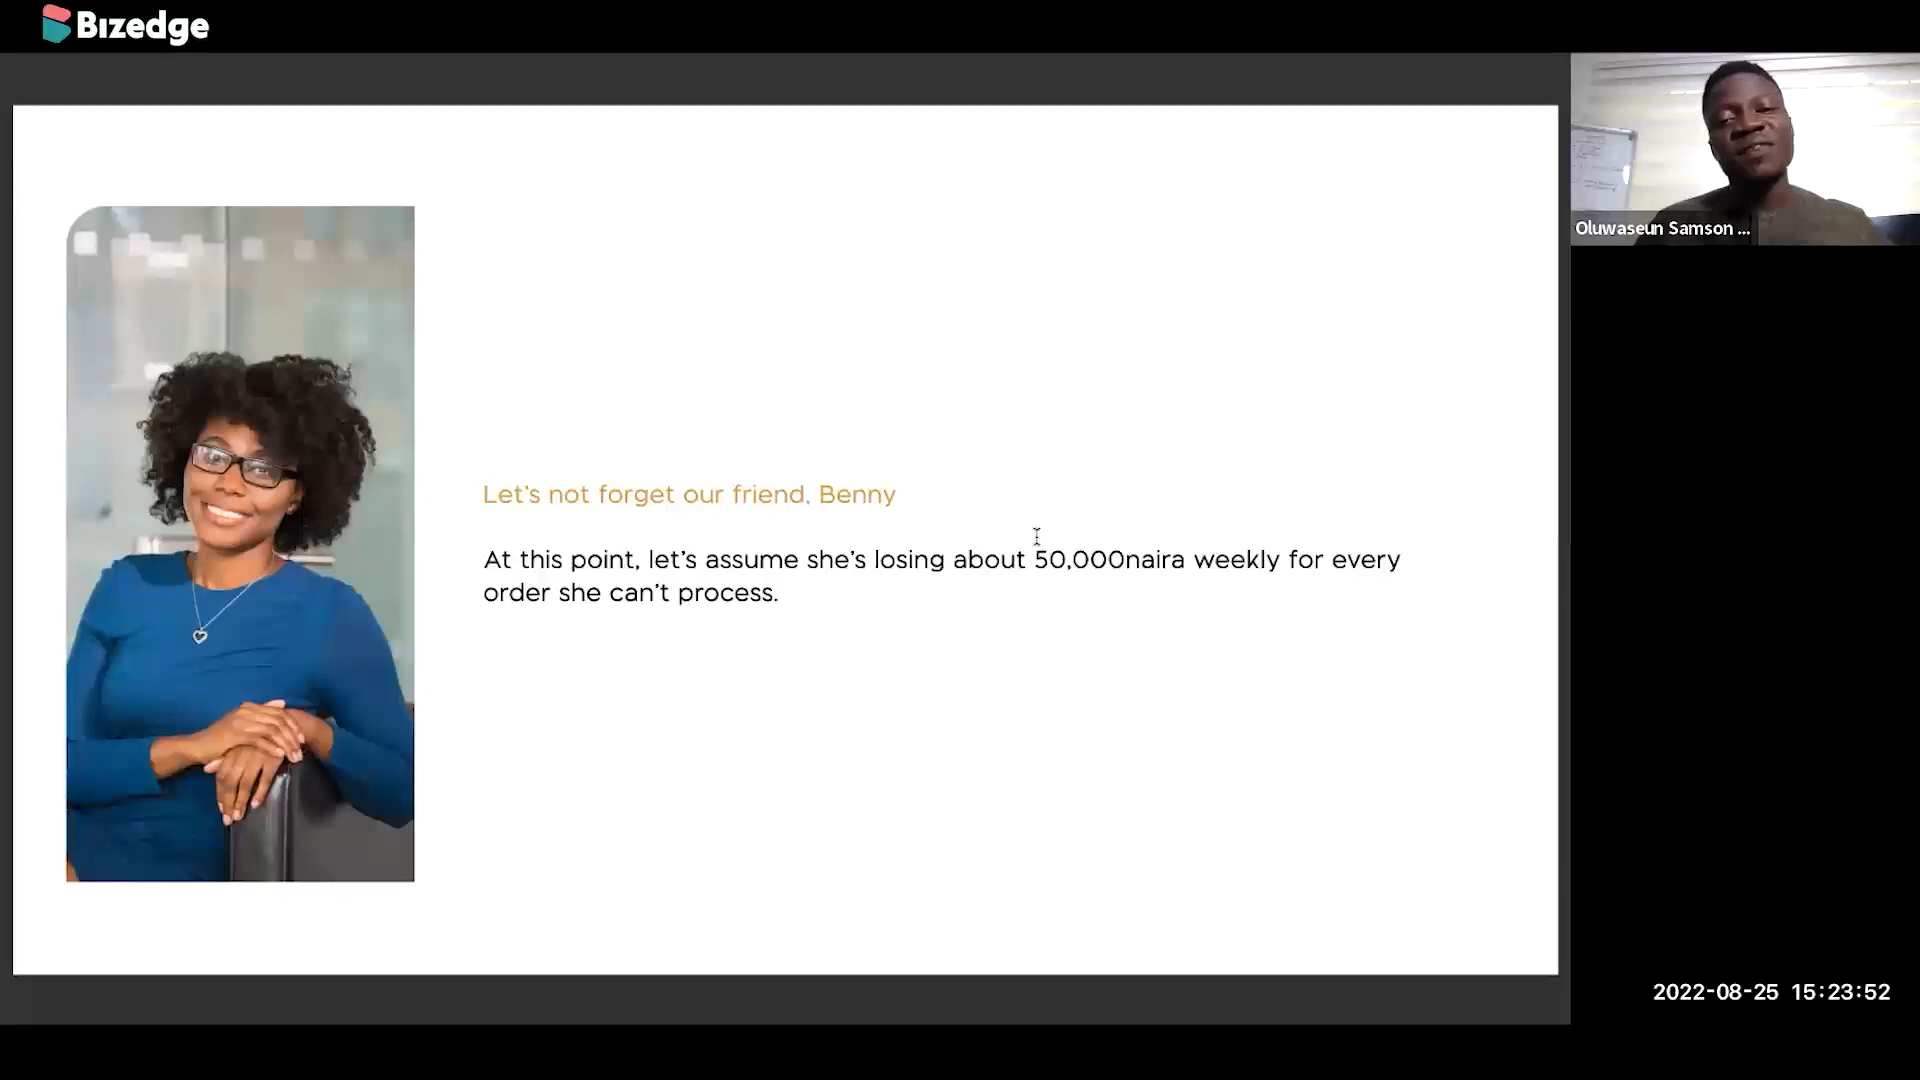 Bizedge
Oluwaseun Samson ...
Let's not forget our friend, Benny
At this point, let's assume she's losing about 50,000naira weekly for every
order she can't process.
2022-08-25 15:23:52